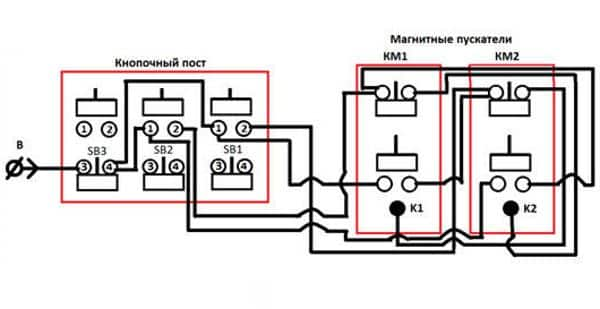 Магнитные пускатели
Кнопочный пост
КМ1
КМ2
В
1 2
1 2
1 2
SB3
SB2
SB1
3 4
3 4
3 4
К1
К2